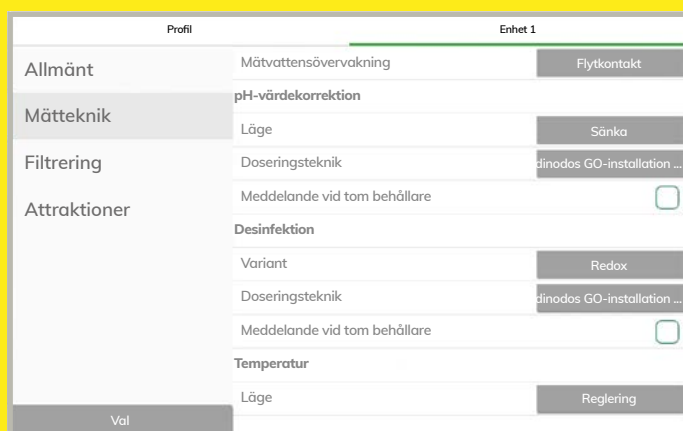 Profil
Enhet 1
Allmänt
Mätteknik
Filtrering
Attraktioner
Val
Mätvattensövervakning Flytkontakt
pH-värdekorrektion
Läge Sänka
Doseringsteknik dinodos GO-installation ...
Meddelande vid tom behållare
Desinfektion
Variant Redox
Doseringsteknik dinodos GO-installation ...
Meddelande vid tom behållare
Temperatur
Läge Reglering